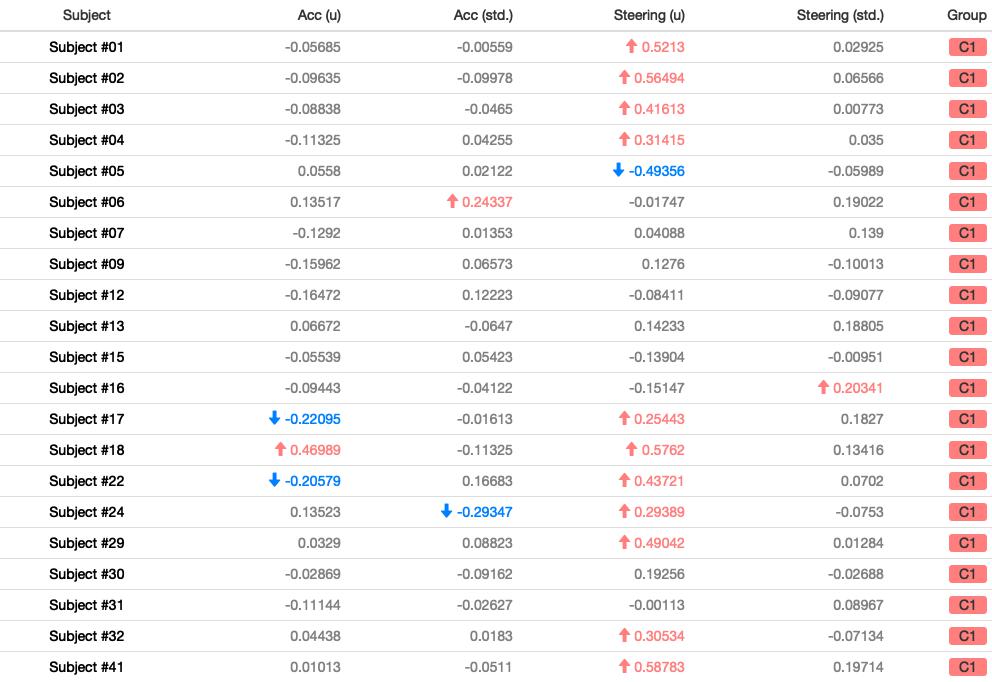 Subject Acc (u) Acc (std.) Steering (u) Steering (std.) Group
Subject #01 -0.05685 -0.00559 0.5213 0.02925 C1
Subject #02 -0.09635 -0.09978 0.56494 0.06566 C1
Subject #03 -0.08838 -0.0465 0.41613 0.00773 C1
Subject #04 -0.11325 0.04255 0.31415 0.035 C1
Subject #05 0.0558 0.02122 -0.49356 -0.05989 C1
Subject #06 0.13517 0.24337 -0.01747 0.19022 C1
Subject #07 -0.1292 0.01353 0.04088 0.139 C1
Subject #09 -0.15962 0.06573 0.1276 -0.10013 C1
Subject #12 -0.16472 0.12223 -0.08411 -0.09077 C1
Subject #13 0.06672 -0.0647 0.14233 0.18805 C1
Subject #15 -0.05539 0.05423 -0.13904 -0.00951 C1
Subject #16 -0.09443 -0.04122 -0.15147 0.20341 C1
Subject #17 -0.22095 -0.01613 0.25443 0.1827 C1
Subject #18 0.46989 -0.11325 0.5762 0.13416 C1
Subject #22 -0.20579 0.16683 0.43721 0.0702 C1
Subject #24 0.13523 -0.29347 0.29389 -0.0753 C1
Subject #29 0.0329 0.08823 0.49042 0.01284 C1
Subject #30 -0.02869 -0.09162 0.19256 -0.02688 C1
Subject #31 -0.11144 -0.02627 -0.00113 0.08967 C1
Subject #32 0.04438 0.0183 0.30534 -0.07134 C1
Subject #41 0.01013 -0.0511 0.58783 0.19714 C1